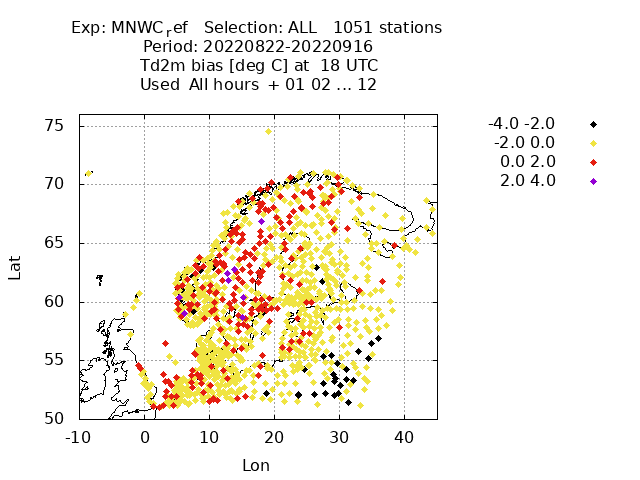 Exp: MNWC_ref   Selection: ALL   1051 stations
Period: 20220822-20220916
Td2m bias [deg C] at  18 UTC
Used  All hours  + 01 02 ... 12
-4.0 -2.0
-2.0 0.0
0.0 2.0
2.0 4.0
75
70
65
60
55
50
Lat
-10 0 10 20 30 40
Lon